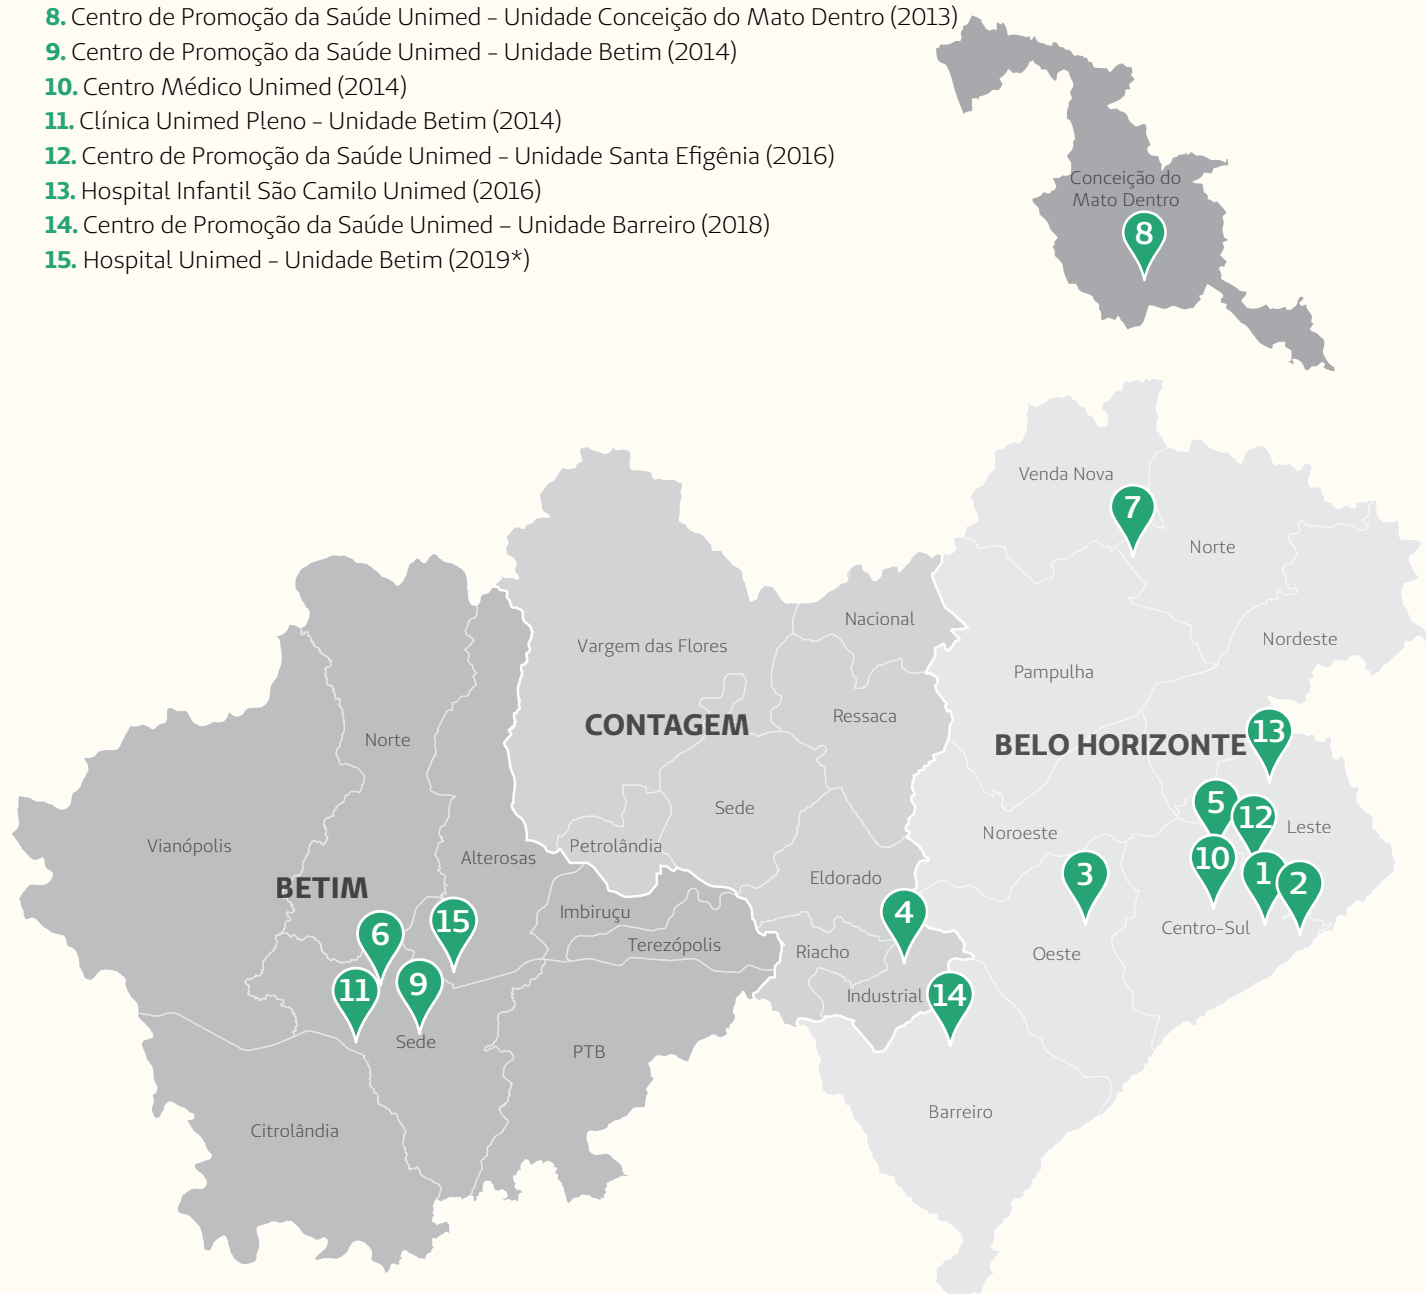 8. Centro de Promoção da Saúde Unimed - Unidade Conceição do Mato Dentro (2013)
9. Centro de Promoção da Saúde Unimed - Unidade Betim (2014)
10. Centro Médico Unimed (2014)
11. Clínica Unimed Pleno - Unidade Betim (2014)
12. Centro de Promoção da Saúde Unimed - Unidade Santa Efigênia (2016)
13. Hospital Infantil São Camilo Unimed (2016)
14. Centro de Promoção da Saúde Unimed – Unidade Barreiro (2018)
15. Hospital Unimed - Unidade Betim (2019*)
Conceição do
Mato Dentro
8
Venda Nova
7
Norte
Nordeste
Nacional
Vargem das Flores
Pampulha
Ressaca
CONTAGEM
BELO HORIZONTE
13
Norte
Sede
5
12
Leste
Noroeste
Petrolândia
Vianópolis
Alterosas
10
Eldorado
3
1
2
BETIM
Imbiruçu
4
15
6
Centro-Sul
Terezópolis
Riacho
Oeste
11
9
Industrial
14
Sede
PTB
Barreiro
Citrolândia